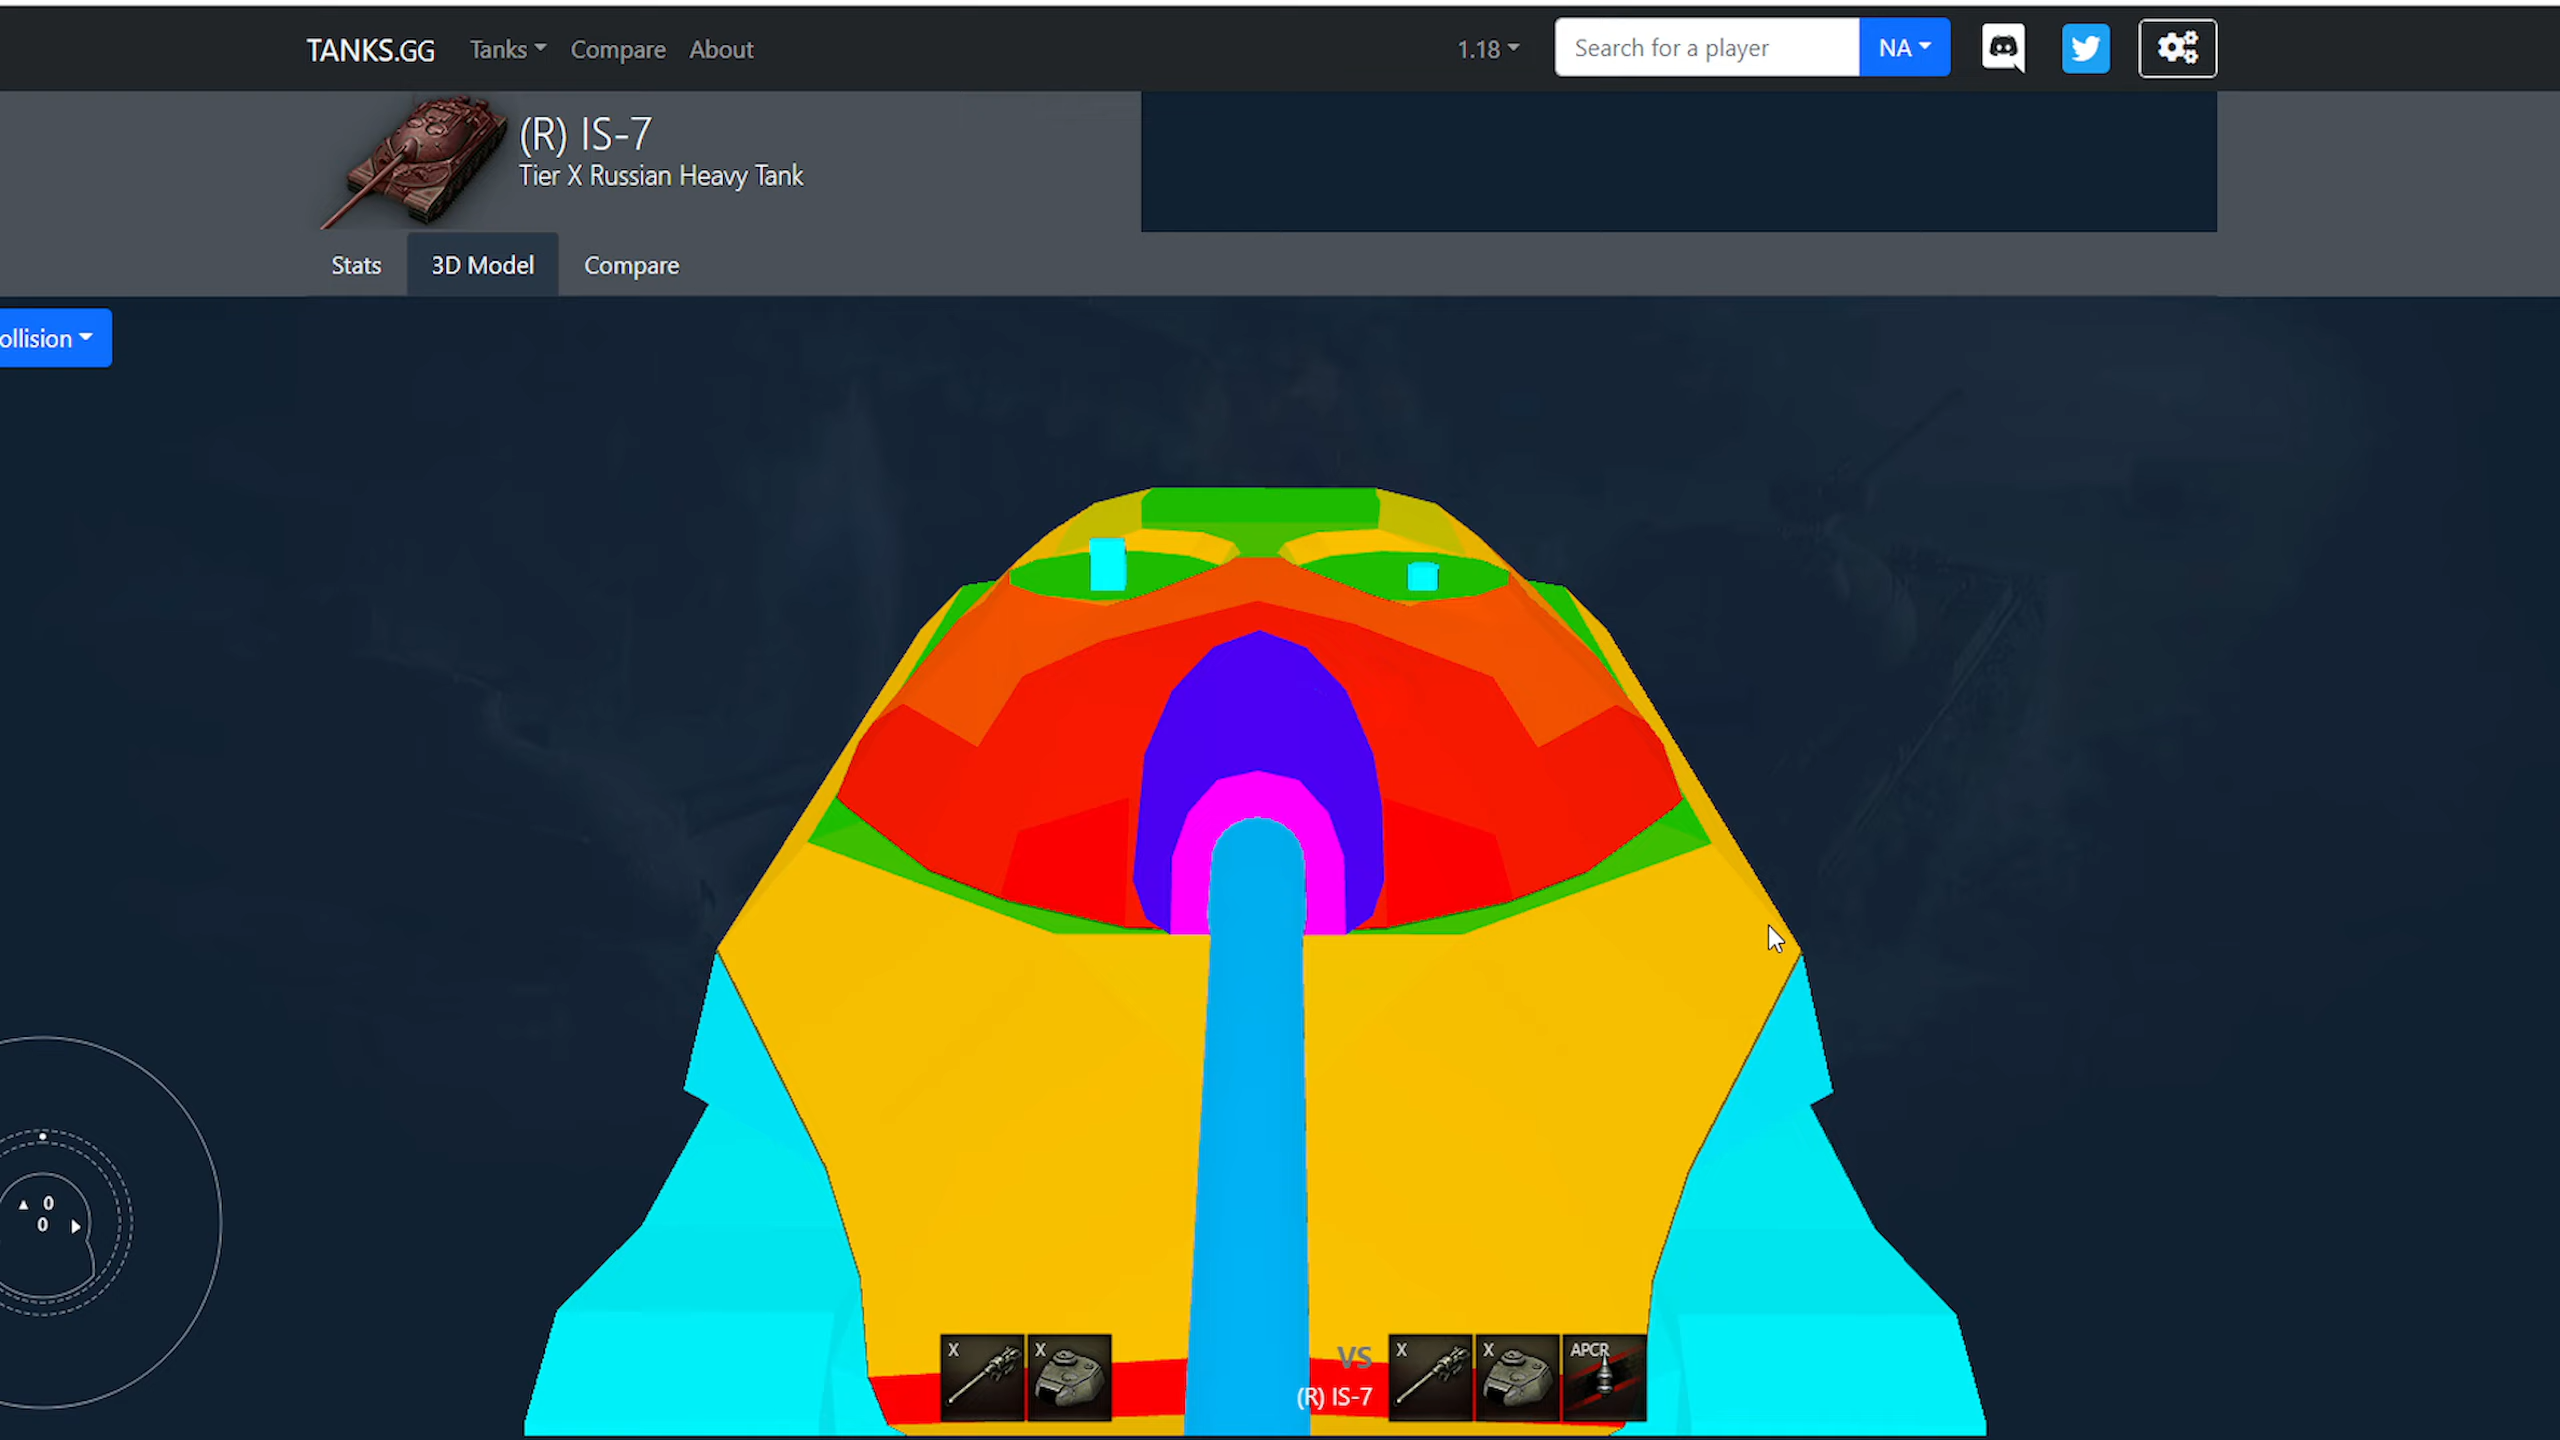 TANKS.GG Tanks Compare About 1.18 Search for a player NA
(R) IS-7
Tier X Russian Heavy Tank
Stats 3D Model Compare
ollision
0
0
X X VS X X APCR
(R) IS-7